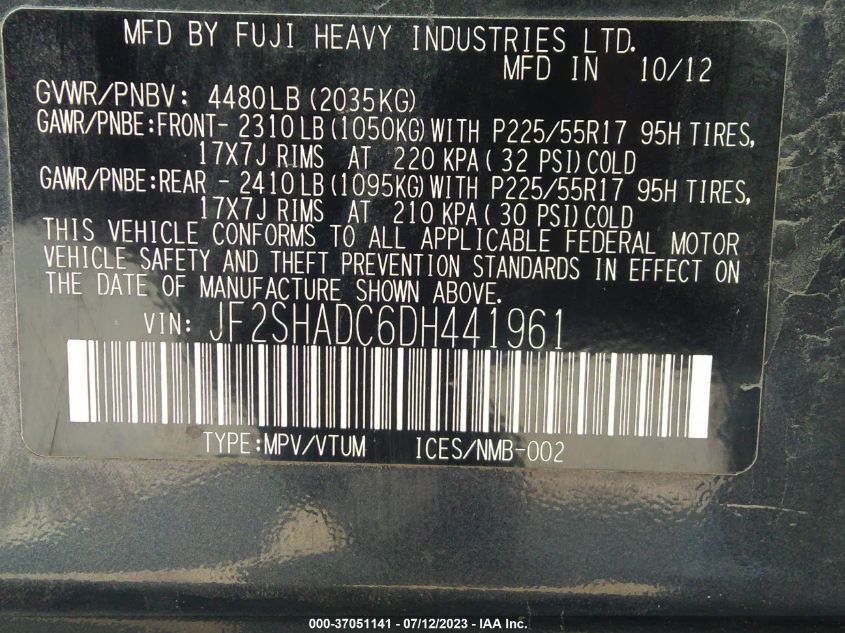 MFD BY FUJI HEAVY INDUSTRIES LTD.
MFD IN 10/12
GVWR/PNBV: 4480LB(2035KG)
GAWR/PNBE:FRONT- 2310LB(1050KG)WITH P225/55R17 95H TIRES,
17X7J RIMS AT 220 KPA(32 PSI)COLD
GAWR/PNBE:REAR - 2410LB(1095KG)WITH P225/55R17 95H TIRES,
17X7J RIMS AT 210 KPA(30 PSI)COLD
THIS VEHICLE CONFORMS TO ALL APPLICABLE FEDERAL MOTOR
VEHICLE SAFETY AND THEFT PREVENTION STANDARDS IN EFFECT ON
THE DATE OF MANUFACTURE SHOWN ABOVE.
VIN: JF2SHADC6DH441961
TYPE:MPV/VTUM ICES/NMB-002
000-37051141 - 07/12/2023 - IAA Inc.